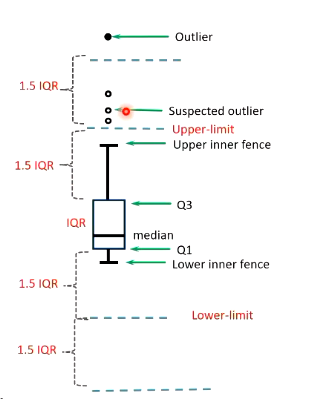 Outlier
1.5 IQR
Suspected outlier
Upper-limit
Upper inner fence
1.5 IQR
Q3
IQR
median
Q1
Lower inner fence
1.5 IQR
Lower-limit
1.5 IQR